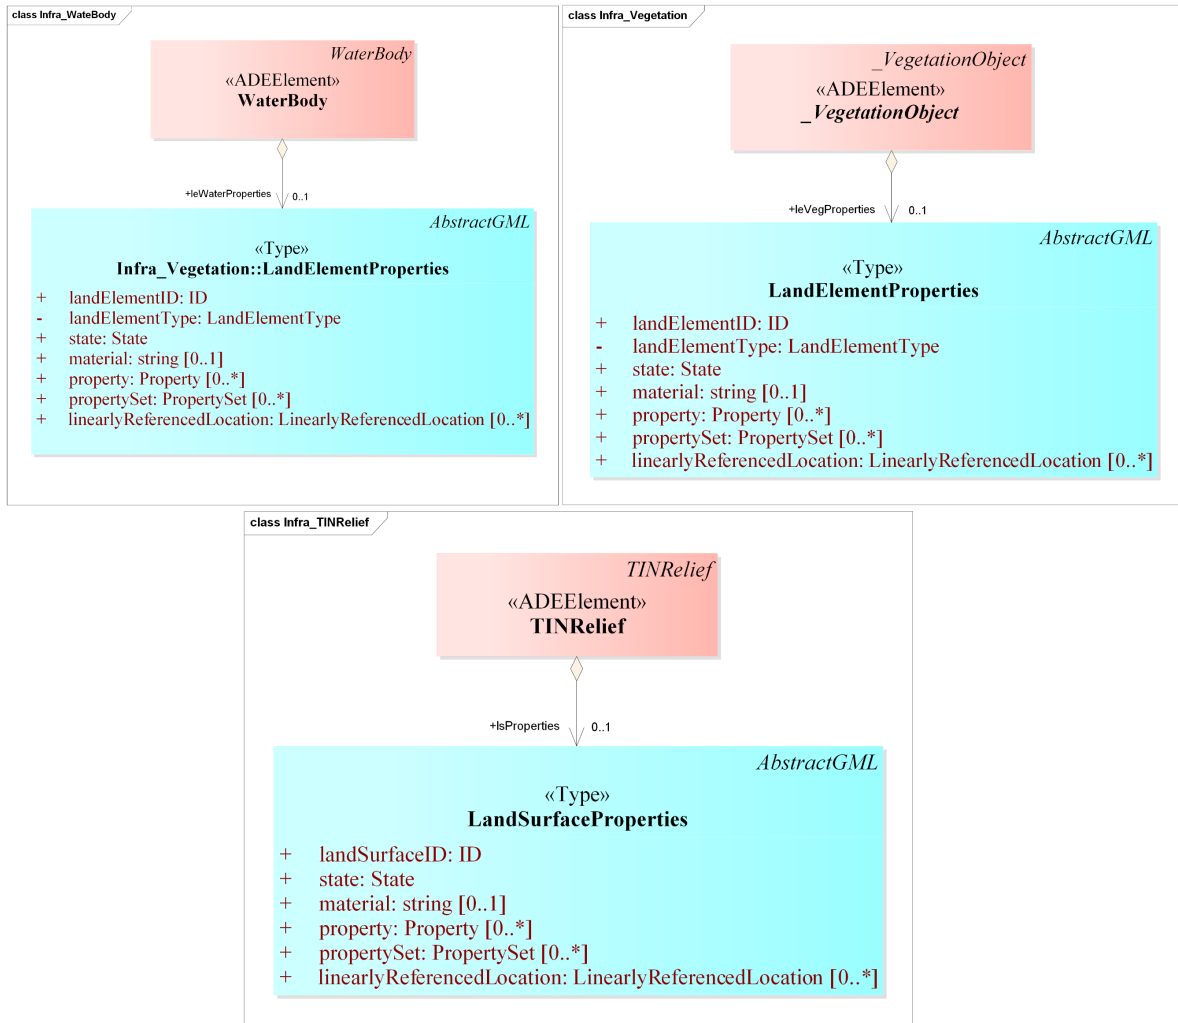 class Infra_WateBody
WaterBody
«ADEElement»
WaterBody
+leWaterProperties
0..1
AbstractGML
«Type»
Infra_Vegetation::LandElementProperties
+ landElementID: ID
- landElementType: LandElementType
+ state: State
+ material: string [0..1]
+ property: Property [0..*]
+ propertySet: PropertySet [0..*]
+ linearlyReferencedLocation: LinearlyReferencedLocation [0..*]
class Infra_Vegetation
_VegetationObject
«ADEElement»
_VegetationObject
+leVegProperties
0..1
AbstractGML
«Type»
LandElementProperties
+ landElementID: ID
- landElementType: LandElementType
+ state: State
+ material: string [0..1]
+ property: Property [0..*]
+ propertySet: PropertySet [0..*]
+ linearlyReferencedLocation: LinearlyReferencedLocation [0..*]
class Infra_TINRelief
TINRelief
«ADEElement»
TINRelief
+lsProperties
0..1
AbstractGML
«Type»
LandSurfaceProperties
+ landSurfaceID: ID
+ state: State
+ material: string [0..1]
+ property: Property [0..*]
+ propertySet: PropertySet [0..*]
+ linearlyReferencedLocation: LinearlyReferencedLocation [0..*]